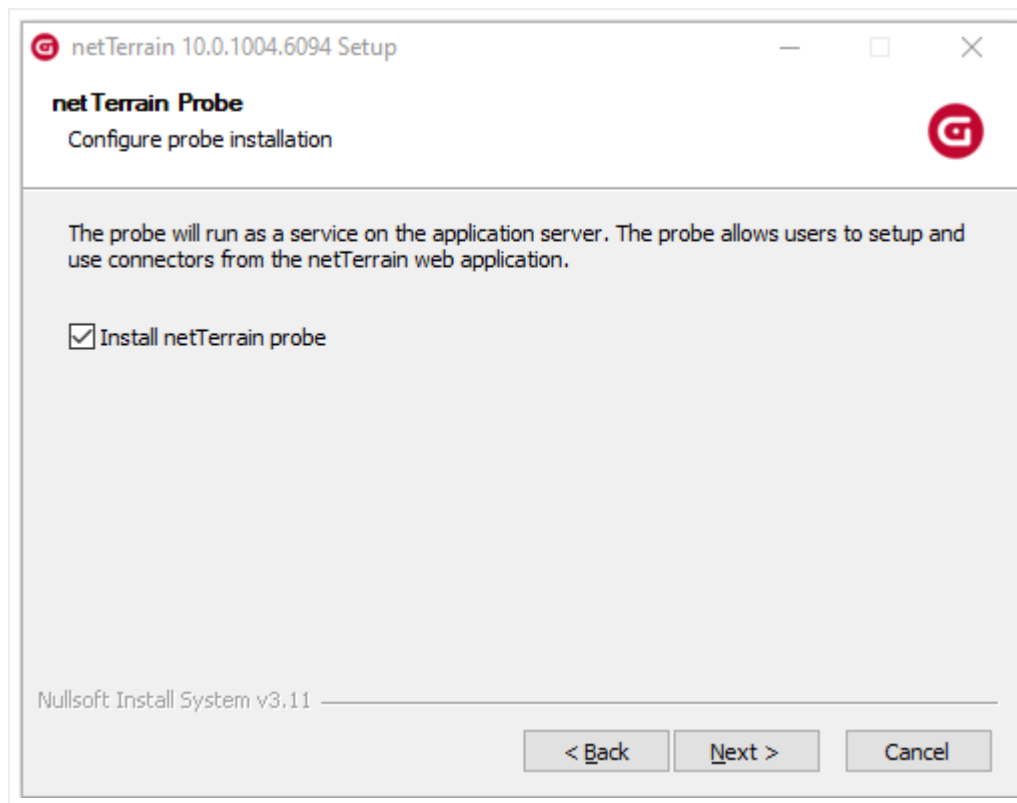 netTerrain 10.0.1004.6094 Setup
netTerrain Probe
Configure probe installation
The probe will run as a service on the application server. The probe allows users to setup and
use connectors from the netTerrain web application.
Install netTerrain probe
Nullsoft Install System v3.11
< Back
Next >
Cancel